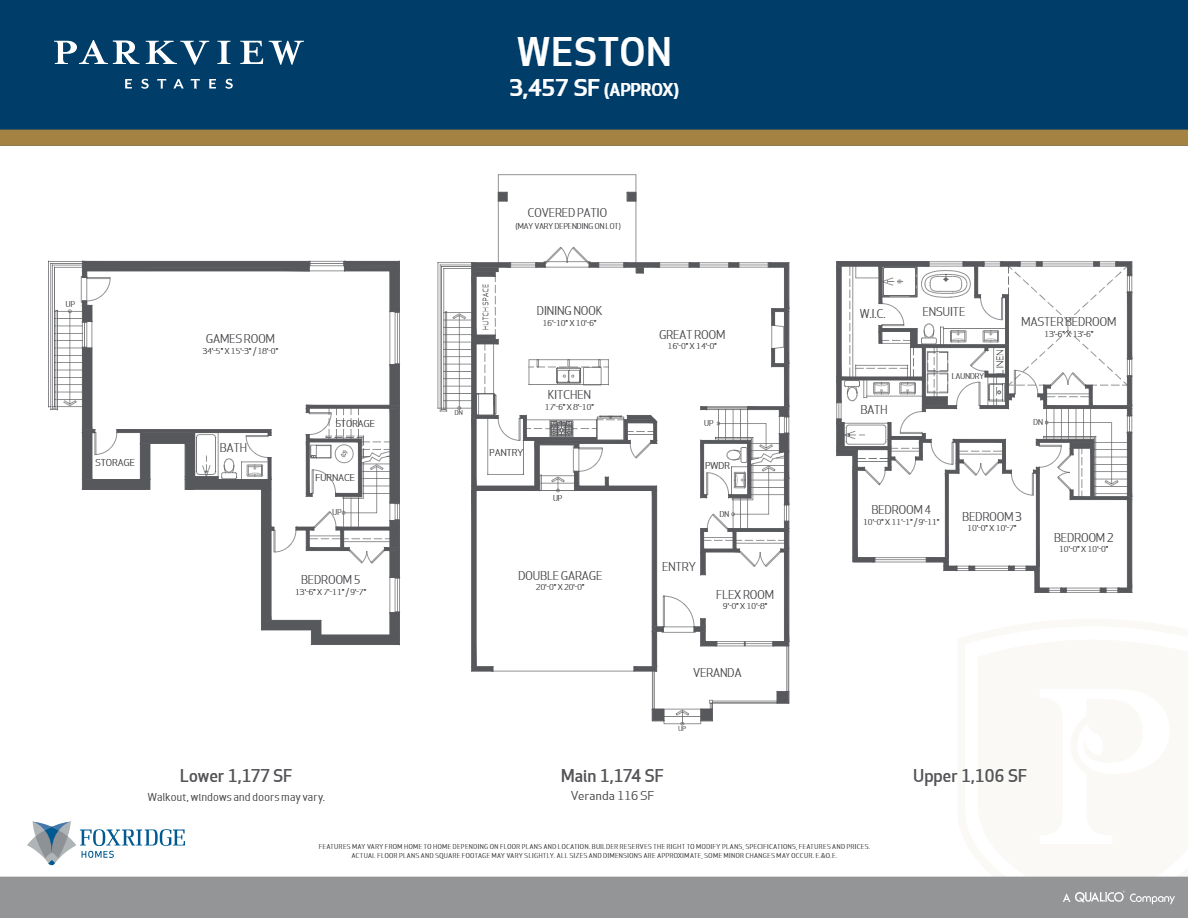 PARKVIEW
ESTATES
WESTON
3,457 SF (APPROX)
UP
GAMES ROOM
34'-5" X 15'-3" / 18'-0"
STORAGE
BATH
STORAGE
FURNACE
UP
BEDROOM 5
13'-6" X 7'-11" / 9'-7"
Lower 1,177 SF
Walkout, windows and doors may vary.
COVERED PATIO
(MAY VARY DEPENDING ON LOT)
HUTCH SPACE
DINING NOOK
16'-10" X 10'-6"
GREAT ROOM
16'-0" X 14'-0"
KITCHEN
17'-6" X 8'-10"
DN
PANTRY
UP
UP
PWDR
DN
DOUBLE GARAGE
20'-0" X 20'-0"
ENTRY
FLEX ROOM
9'-0" X 10'-8"
VERANDA
UP
Main 1,174 SF
Veranda 116 SF
W.I.C.
ENSUITE
MASTER BEDROOM
13'-6" X 13'-6"
LINEN
LAUNDRY
BATH
DN
BEDROOM 4
10'-0" X 11'-1" / 9'-11"
BEDROOM 3
10'-0" X 10'-7"
BEDROOM 2
10'-0" X 10'-0"
Upper 1,106 SF
P
FOXRIDGE
HOMES
FEATURES MAY VARY FROM HOME TO HOME DEPENDING ON FLOOR PLANS AND LOCATION. BUILDER RESERVES THE RIGHT TO MODIFY PLANS, SPECIFICATIONS, FEATURES AND PRICES.
ACTUAL FLOOR PLANS AND SQUARE FOOTAGE MAY VARY SLIGHTLY. ALL SIZES AND DIMENSIONS ARE APPROXIMATE, SOME MINOR CHANGES MAY OCCUR. E.&O.E.
A QUALICO Company